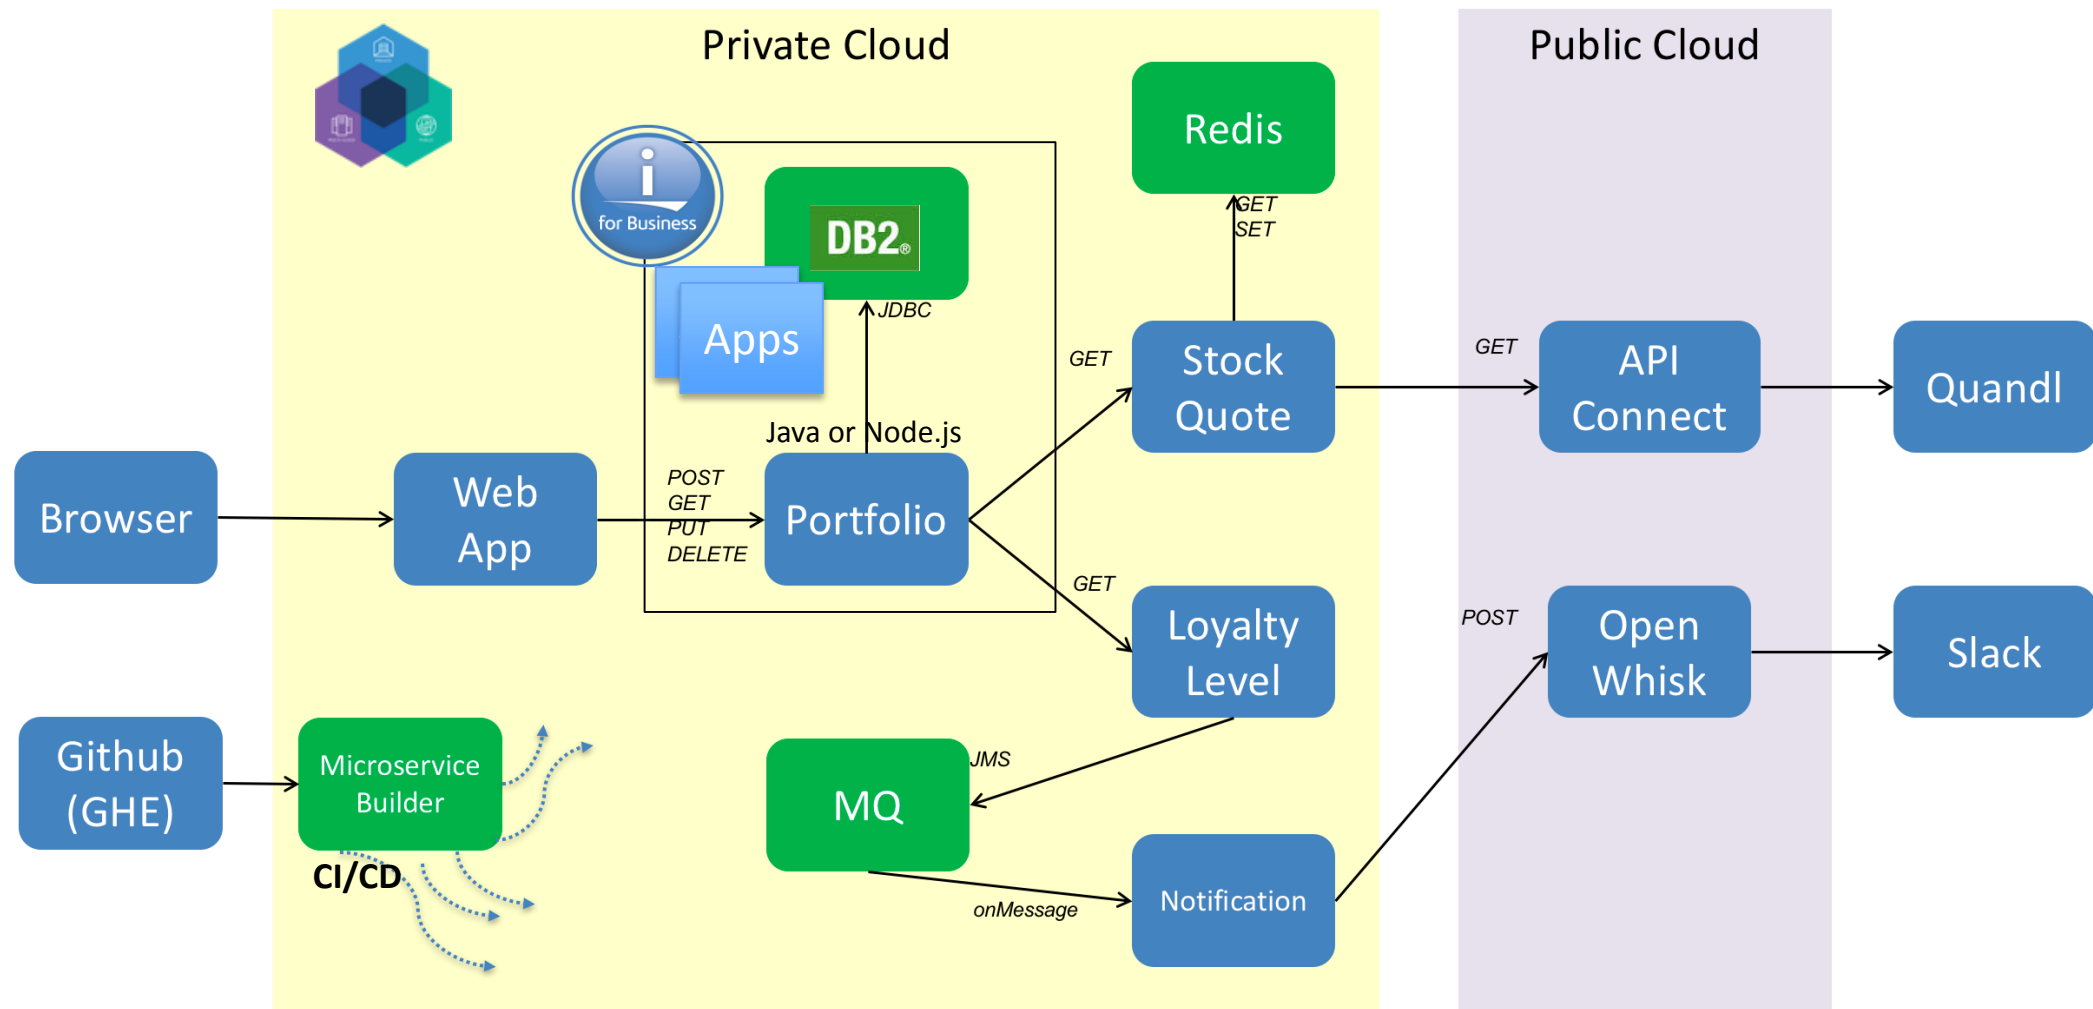 Private Cloud
Public Cloud
Redis
GET
SET
i
for Business
DB2®
JDBC
Apps
GET
Stock
Quote
GET
API
Connect
Quandl
Java or Node.js
Browser
Web
App
POST
GET
PUT
DELETE
Portfolio
GET
Loyalty
Level
POST
Open
Whisk
Slack
Github
(GHE)
Microservice
Builder
CI/CD
JMS
MQ
onMessage
Notification